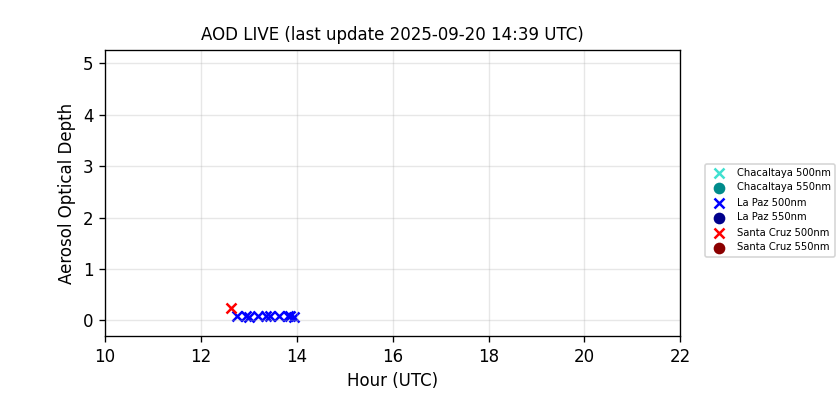 AOD LIVE (last update 2025-09-20 14:39 UTC)
Aerosol Optical Depth
5
4
3
2
1
0
10 12 14 16 18 20 22
Hour (UTC)
Chacaltaya 500nm
Chacaltaya 550nm
La Paz 500nm
La Paz 550nm
Santa Cruz 500nm
Santa Cruz 550nm